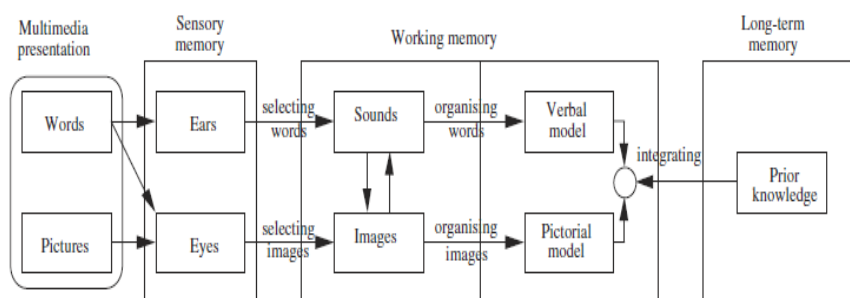 Multimedia
presentation
Sensory
memory
Working memory
Long-term
memory
Words
Ears
selecting
words
Sounds
organising
words
Verbal
model
integrating
Prior
knowledge
Pictures
Eyes
selecting
images
Images
organising
images
Pictorial
model